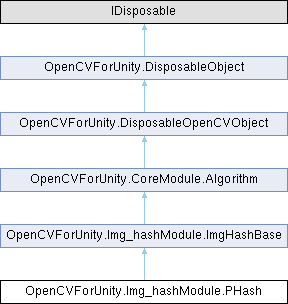 IDisposable
OpenCVForUnity.DisposableObject
OpenCVForUnity.DisposableOpenCVObject
OpenCVForUnity.CoreModule.Algorithm
OpenCVForUnity.Img_hashModule.ImgHashBase
OpenCVForUnity.Img_hashModule.PHash